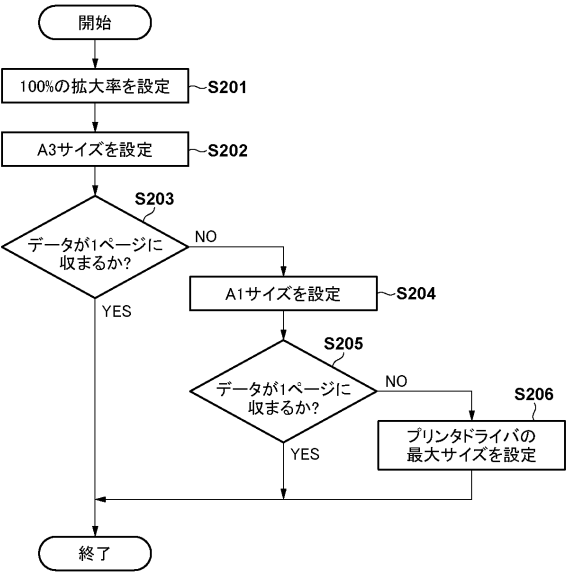 開始
100%の拡大率を設定
S201
A3サイズを設定
S202
S203
データが1ページに
収まるか?
NO
YES
A1サイズを設定
S204
S205
データが1ページに
収まるか?
NO
YES
S206
プリンタドライバの
最大サイズを設定
終了